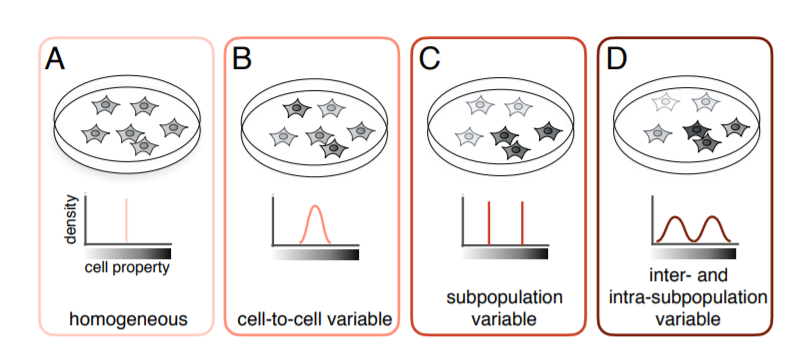 A
B
C
D
density
cell property
homogeneous
cell-to-cell variable
subpopulation
variable
inter- and
intra-subpopulation
variable